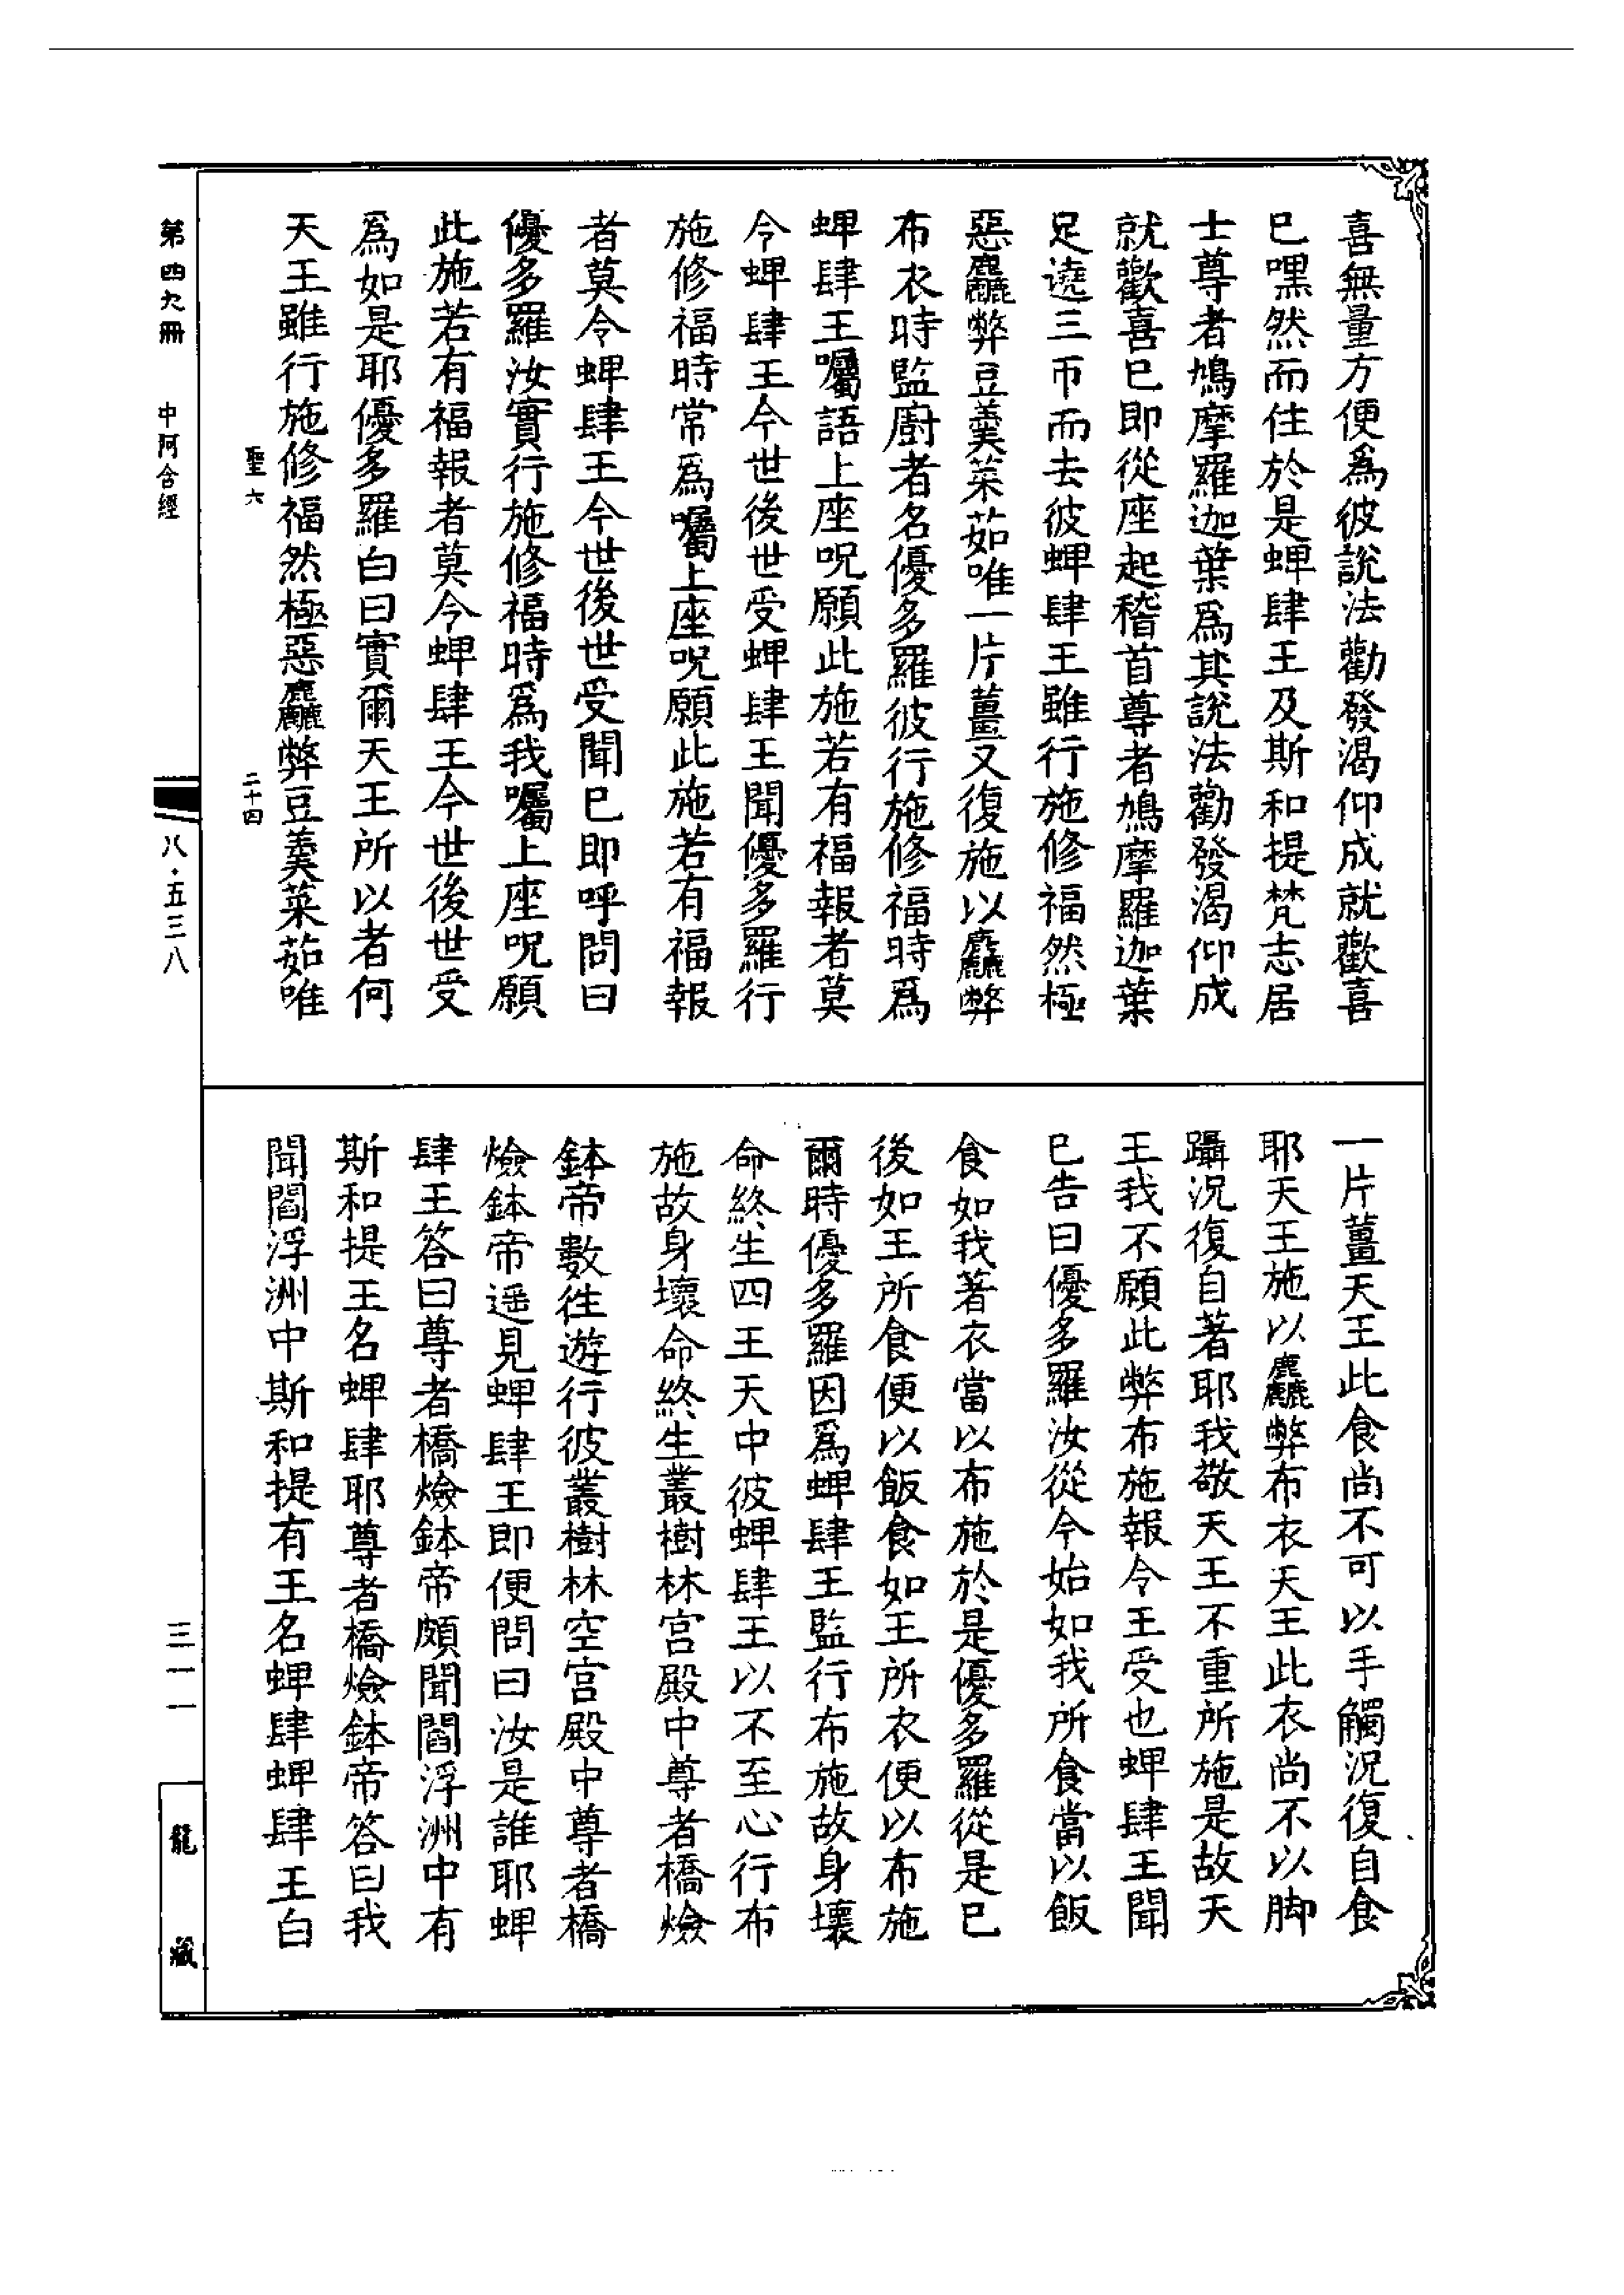 喜無量方便爲彼說法勸發渴仰成就歡喜
已嘿然而住於是蜱肆王及斯和提梵志居
士尊者鳩摩羅迦葉爲其說法勸發渴仰成
就歡喜已即從座起稽首尊者鳩摩羅迦葉
足遶三帀而去彼蜱肆王雖行施修福然極
惡麤弊豆羹菜茹唯一片薑又復施以麤弊
布衣時監廚者名優多羅彼行施修福時爲
蜱肆王囑語上座呪願此施若有福報者莫
令蜱肆王今世後世受蜱肆王聞優多羅行
施修福時常爲囑上座呪願此施若有福報
者莫令蜱肆王今世後世受聞已即呼問曰
優多羅汝實行施修福時爲我囑上座呪願
此施若有福報者莫令蜱肆王今世後世受
爲如是耶優多羅白曰實爾天王所以者何
天王雖行施修福然極惡麤弊豆羹菜茹唯
聖六 二十四
一片薑天王此食尚不可以手觸況復自食
耶天王施以麤弊布衣天王此衣尚不以脚
躡況復自著耶我敬天王不重所施是故天
王我不願此弊布施報令王受也蜱肆王聞
已告曰優多羅汝從今始如我所食當以飯
食如我著衣當以布施於是優多羅從是已
後如王所食便以飯食如王所衣便以布施
爾時優多羅因爲蜱肆王監行布施故身壞
命終生四王天中彼蜱肆王以不至心行布
施故身壞命終生叢樹林宮殿中尊者橋燄
鉢帝數往遊行彼叢樹林空宮殿中尊者橋
燄鉢帝遥見蜱肆王即便問曰汝是誰耶蜱
肆王答曰尊者橋燄鉢帝頗聞閻浮洲中有
斯和提王名蜱肆耶尊者橋燄鉢帝答曰我
聞閻浮洲中斯和提有王名蜱肆蜱肆王白
第四九冊 中阿含經 八·五三八 三一一 龍藏